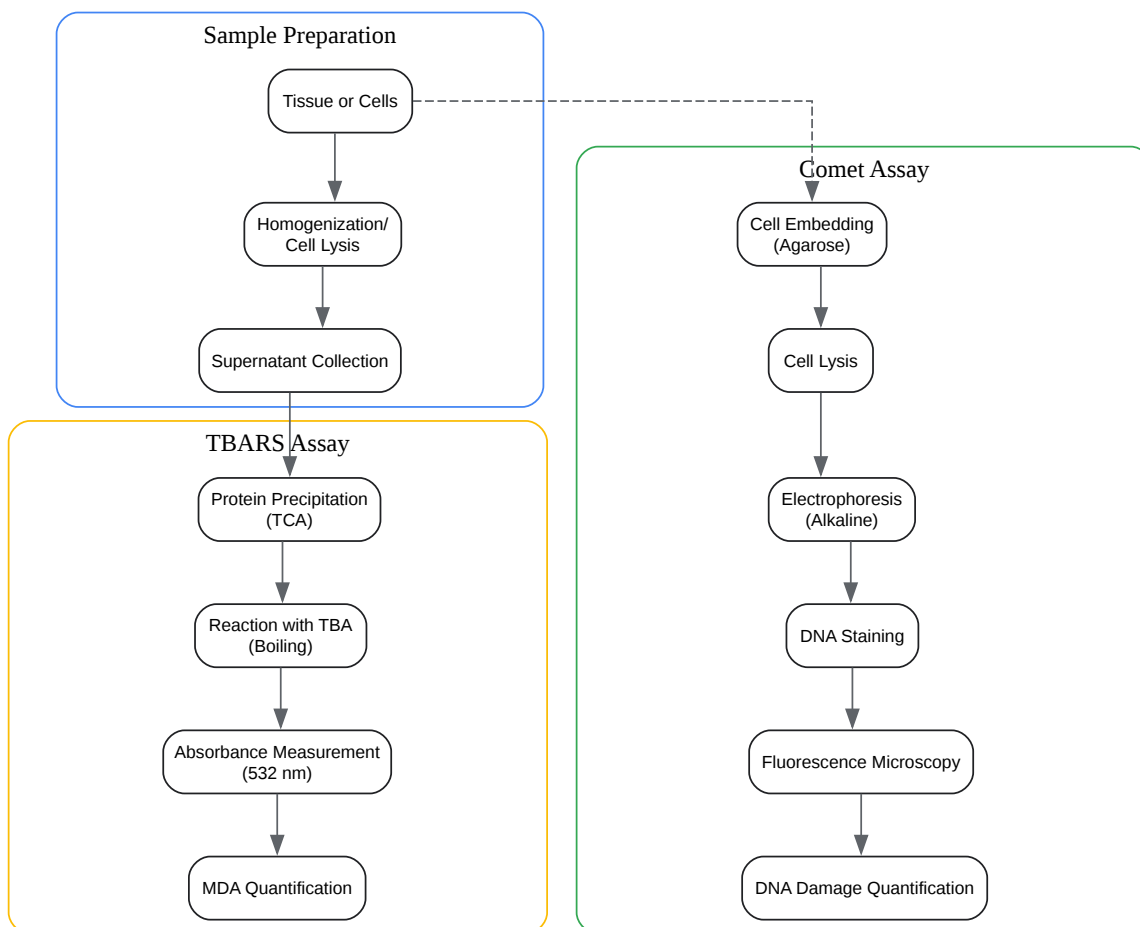 Sample Preparation
Tissue or Cells
Homogenization/
Cell Lysis
Supernatant Collection
TBARS Assay
Protein Precipitation
(TCA)
Reaction with TBA
(Boiling)
Absorbance Measurement
(532 nm)
MDA Quantification
Comet Assay
Cell Embedding
(Agarose)
Cell Lysis
Electrophoresis
(Alkaline)
DNA Staining
Fluorescence Microscopy
DNA Damage Quantification